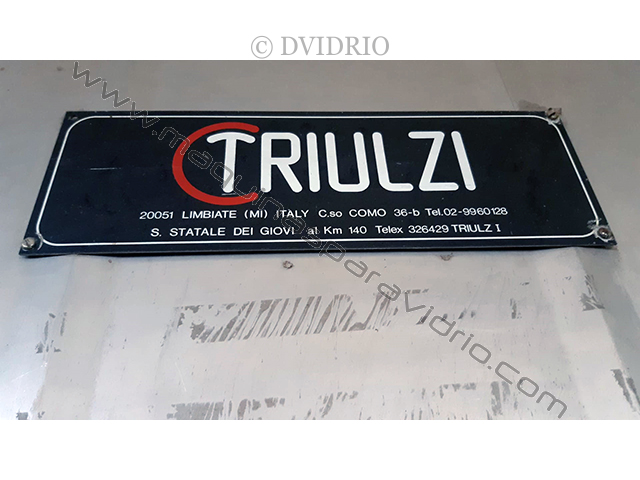 © DVIDRIO
TRIULZI
20051 LIMBIATE (MI) ITALY C.so COMO 36-b Tel.02-9960128
S. STATALE DEI GIOVI al Km 140 Telex 326429 TRIULZ I
www.maquinasparavidrio.com